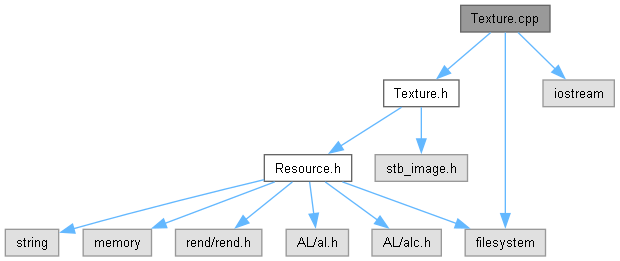 Texture.cpp
Texture.h
iostream
Resource.h
stb_image.h
string
memory
rend/rend.h
AL/al.h
AL/alc.h
filesystem